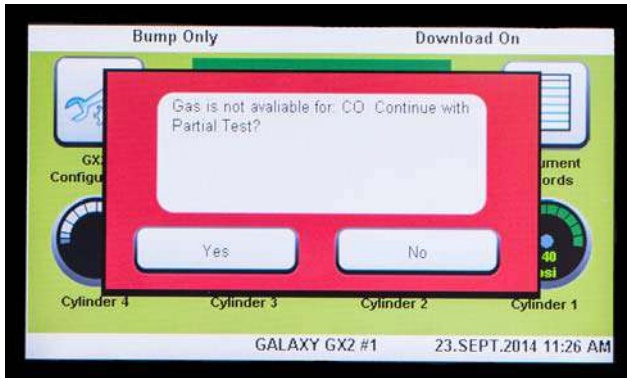 Bump Only Download On
Gas is not avaliable for: CO Continue with
Partial Test?
Yes No
Cylinder 4 Cylinder 3 Cylinder 2 Cylinder 1
GALAXY GX2 #1 23.SEPT.2014 11:26 AM